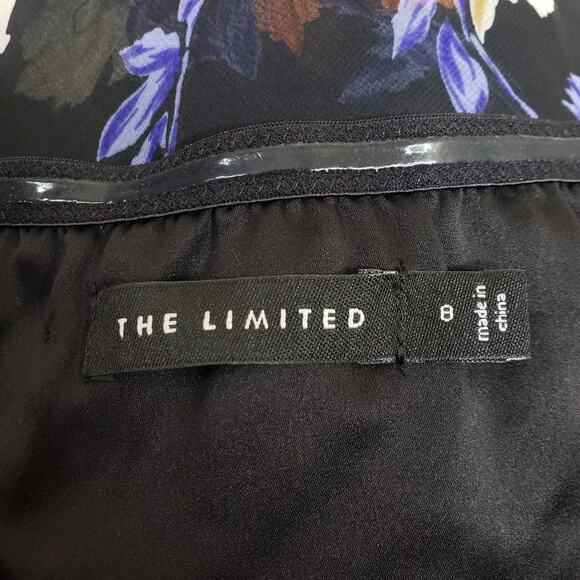 THE LIMITED
8
made in
china